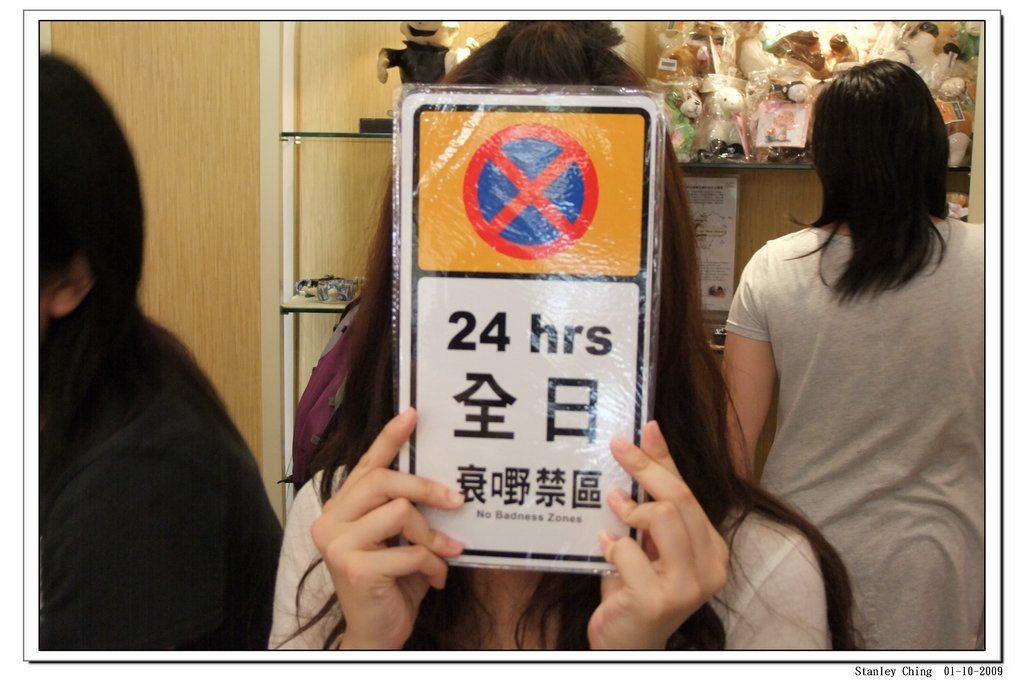 24 hrs
全日
衰嘢禁區
No Badness Zones
Stanley Ching 01-10-2009